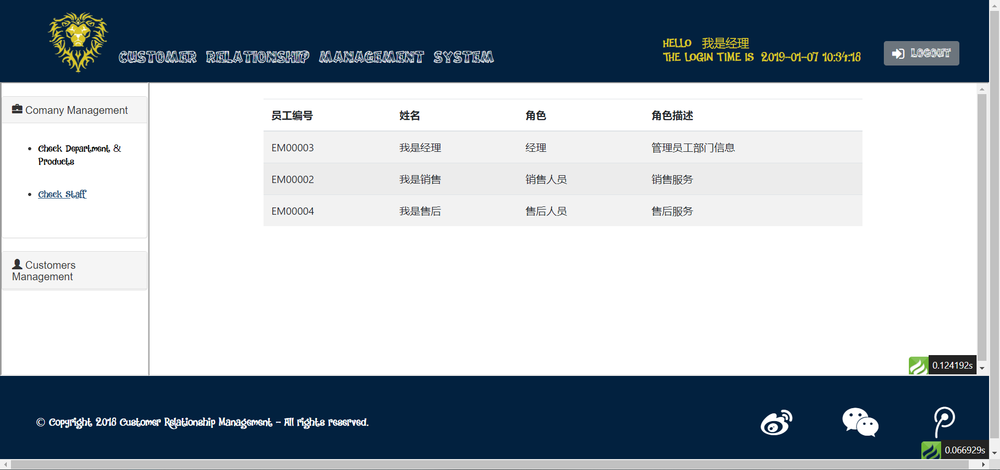 CUSTOMER RELATIONSHIP MANAGEMENT SYSTEM
HELLO 我是经理
THE LOGIN TIME IS 2019-01-07 10:34:18
LOGOUT
Comany Management
Check Department &
Products
Check Staff
Customers
Management
员工编号 姓名 角色 角色描述
EM00003 我是经理 经理 管理员工部门信息
EM00002 我是销售 销售人员 销售服务
EM00004 我是售后 售后人员 售后服务
0.124192s
© Copyright 2018 Customer Relationship Management - All rights reserved.
0.066929s